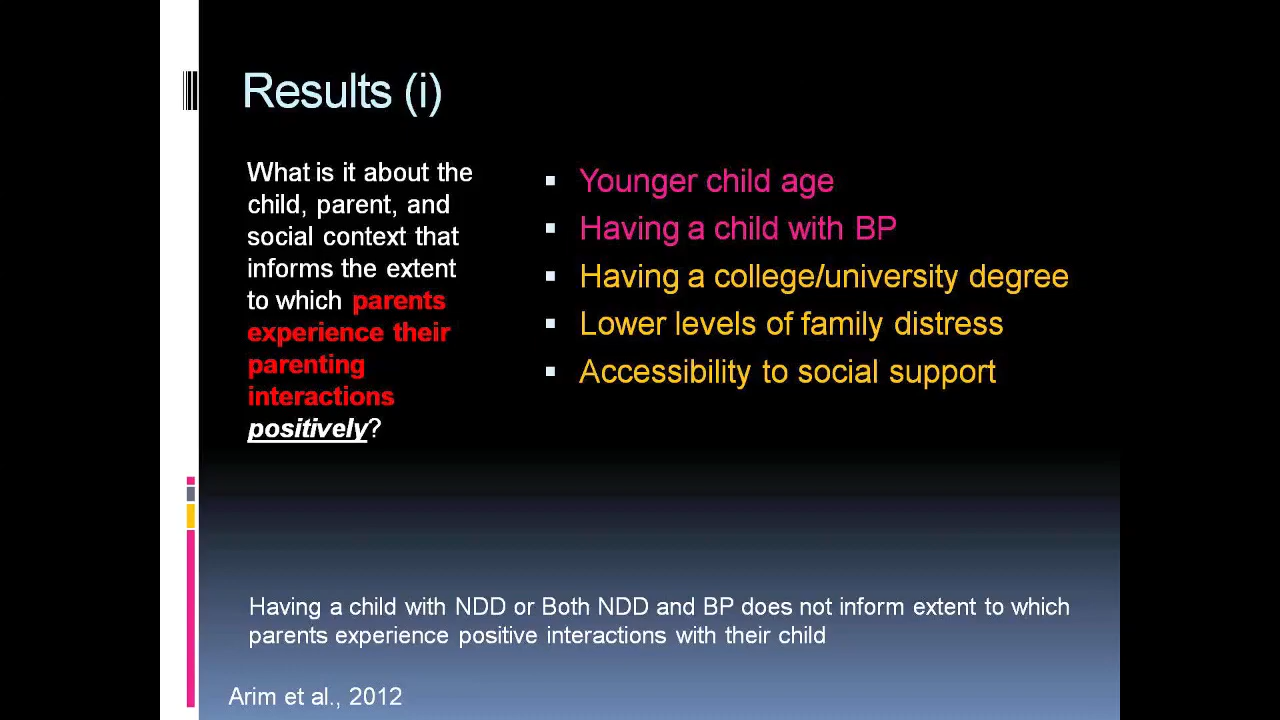 Results (i)
What is it about the
child, parent, and
social context that
informs the extent
to which parents
experience their
parenting
interactions
positively?
Younger child age
Having a child with BP
Having a college/university degree
Lower levels of family distress
Accessibility to social support
Having a child with NDD or Both NDD and BP does not inform extent to which
parents experience positive interactions with their child
Arim et al., 2012